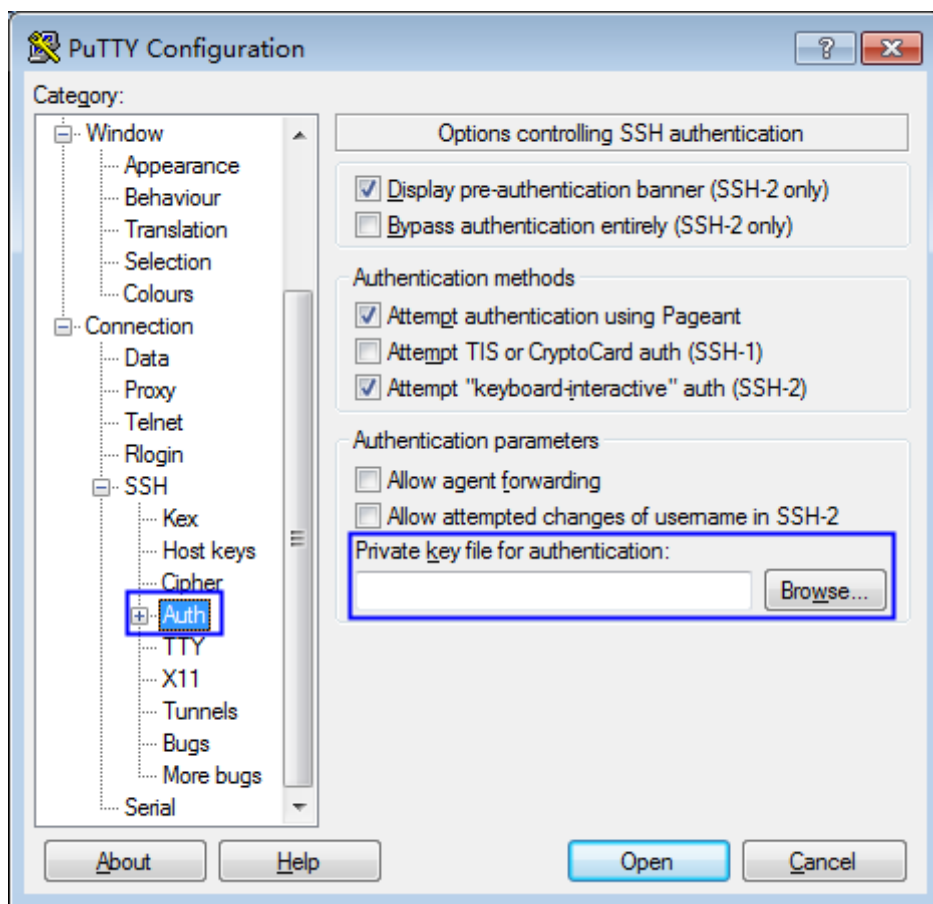 PuTTY Configuration
Category:
Window
Appearance
Behaviour
Translation
Selection
Colours
Connection
Data
Proxy
Telnet
Rlogin
SSH
Kex
Host keys
Cipher
Auth
TTY
X11
Tunnels
Bugs
More bugs
Serial
Options controlling SSH authentication
Display pre-authentication banner (SSH-2 only)
Bypass authentication entirely (SSH-2 only)
Authentication methods
Attempt authentication using Pageant
Attempt TIS or CryptoCard auth (SSH-1)
Attempt "keyboard-interactive" auth (SSH-2)
Authentication parameters
Allow agent forwarding
Allow attempted changes of username in SSH-2
Private key file for authentication:
Browse...
About
Help
Open
Cancel